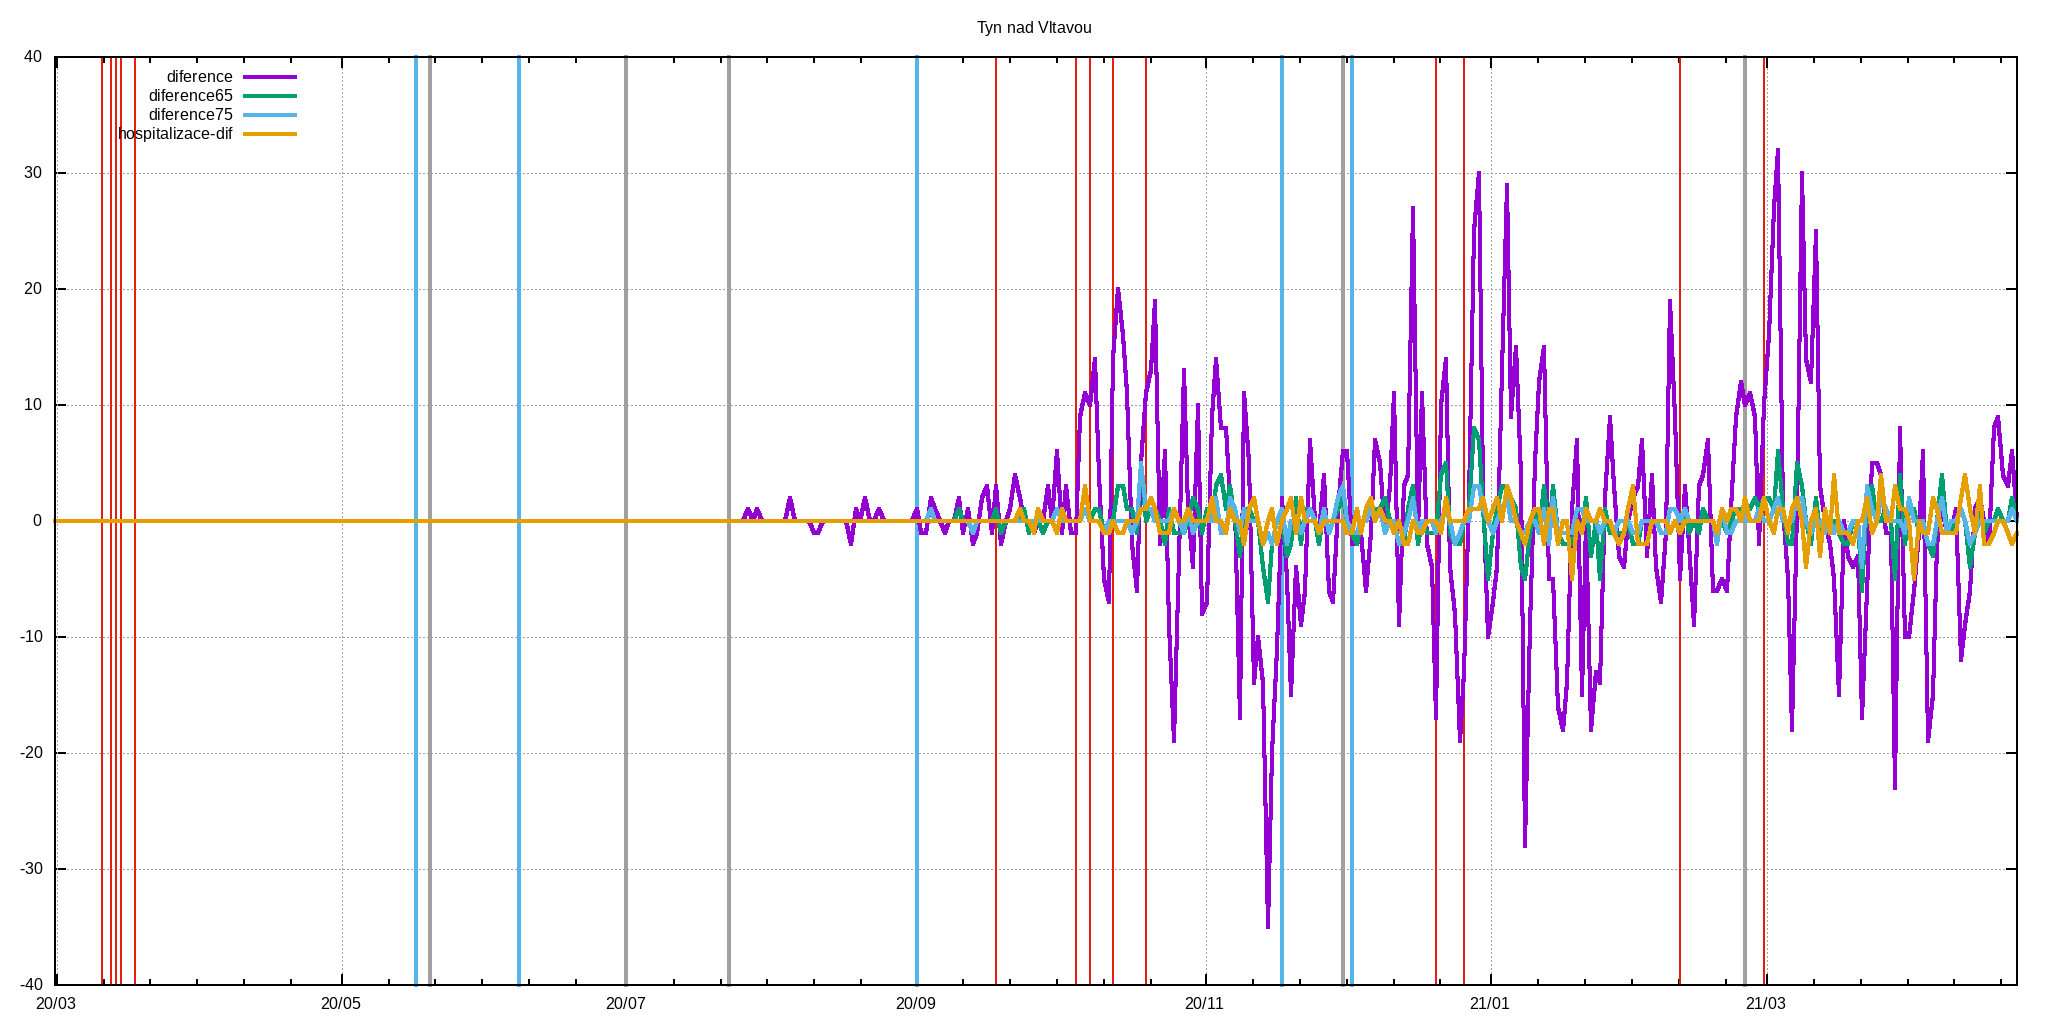 Tyn nad Vltavou
40
diference
diference65
diference75
hospitalizace-dif
30
20
10
0
-10
-20
-30
-40
20/03 20/05 20/07 20/09 20/11 21/01 21/03